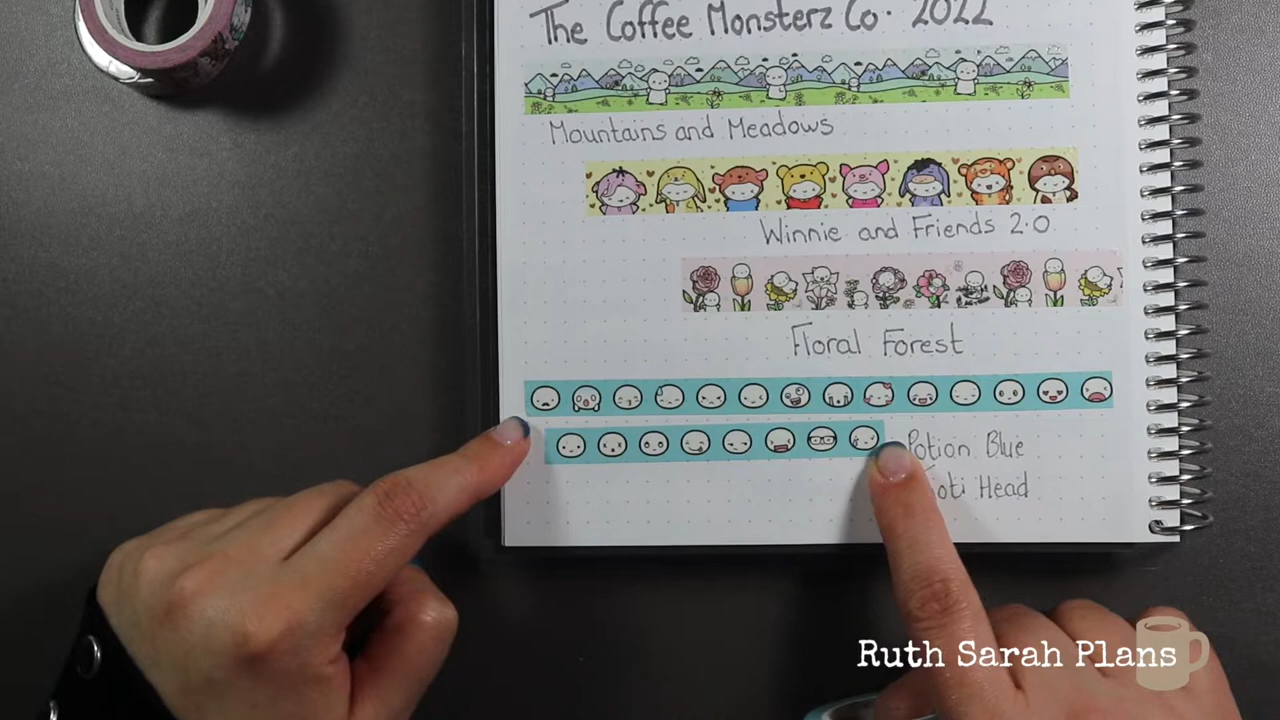 The Coffee Monsterz Co. 2022
Mountains and Meadows
Winnie and Friends 2.0
Floral Forest
Potion Blue
Head
Ruth Sarah Plans